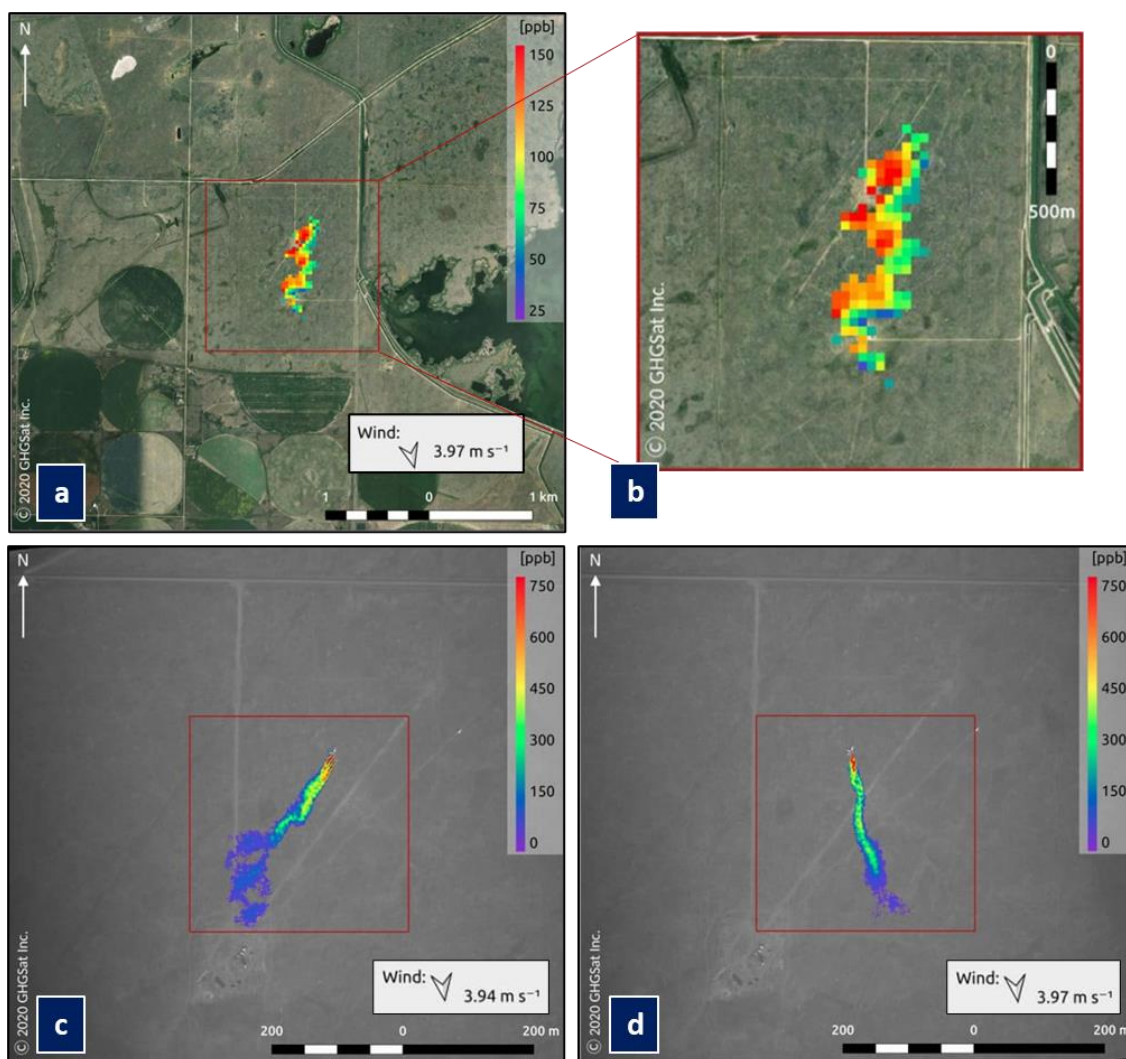 N
[ppb]
150
125
100
75
50
25
© 2020 GHGSat Inc.
Wind:
3.97 m s⁻¹
1 0 1 km
a
0
500m
© 2020 GHGSat Inc.
b
N
[ppb]
750
600
450
300
150
0
© 2020 GHGSat Inc.
Wind:
3.94 m s⁻¹
200 0 200 m
c
N
[ppb]
750
600
450
300
150
0
© 2020 GHGSat Inc.
Wind:
3.97 m s⁻¹
200 0 200 m
d